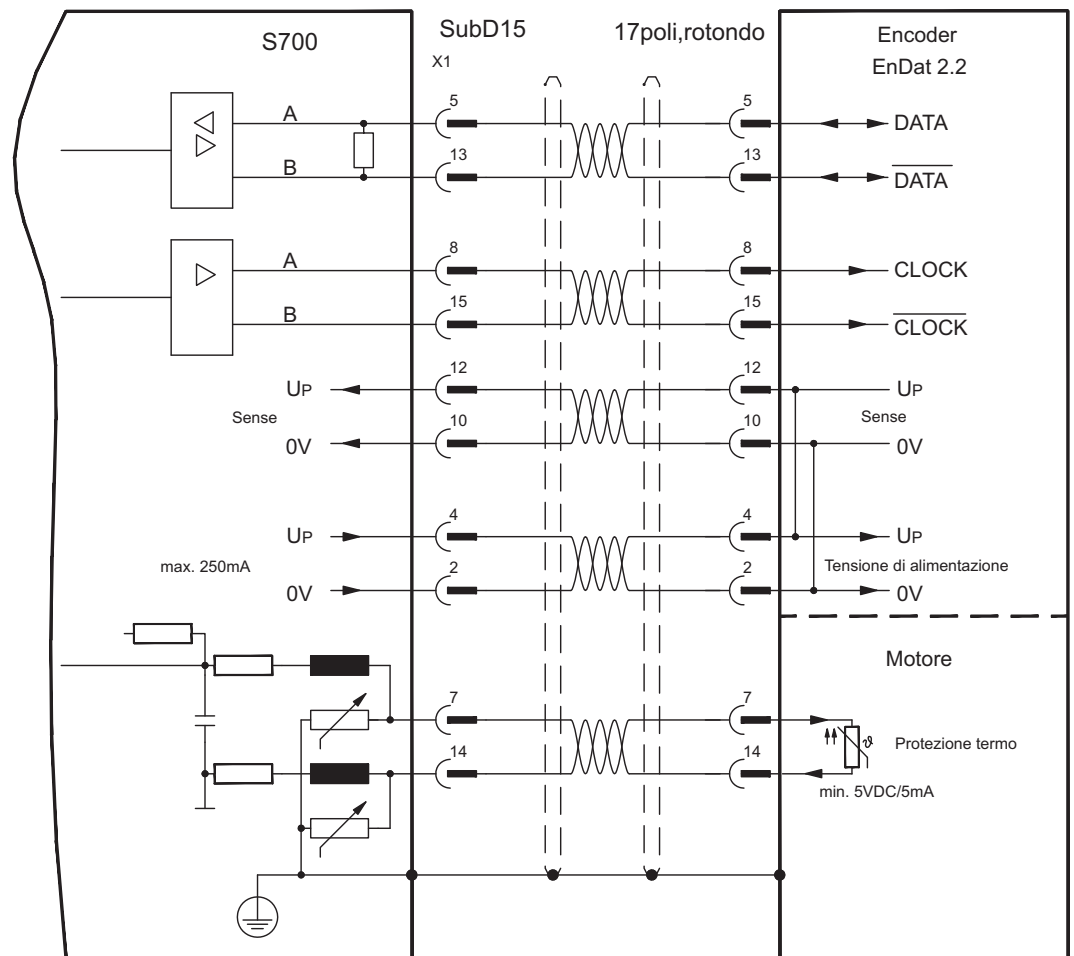 S700
SubD15
17poli,rotondo
Encoder
EnDat 2.2
X1
A
5
5
DATA
B
13
13
DATA
A
8
8
CLOCK
B
15
15
CLOCK
UP
12
12
UP
Sense
Sense
0V
10
10
0V
UP
4
4
UP
max. 250mA
Tensione di alimentazione
0V
2
2
0V
Motore
7
7
Protezione termo
ϑ
14
14
min. 5VDC/5mA